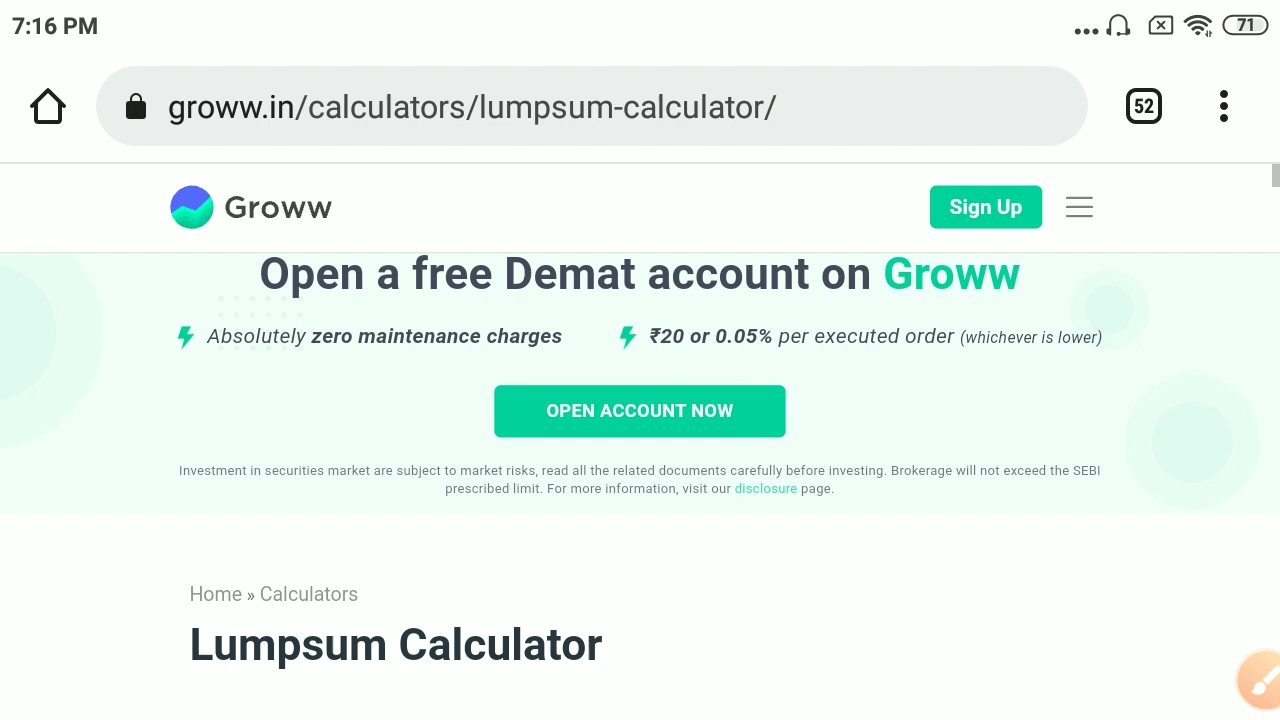 7:16 PM
71
groww.in/calculators/lumpsum-calculator/
52
Groww
Sign Up
Open a free Demat account on Groww
Absolutely zero maintenance charges
₹20 or 0.05% per executed order (whichever is lower)
OPEN ACCOUNT NOW
Investment in securities market are subject to market risks, read all the related documents carefully before investing. Brokerage will not exceed the SEBI
prescribed limit. For more information, visit our disclosure page.
Home » Calculators
Lumpsum Calculator